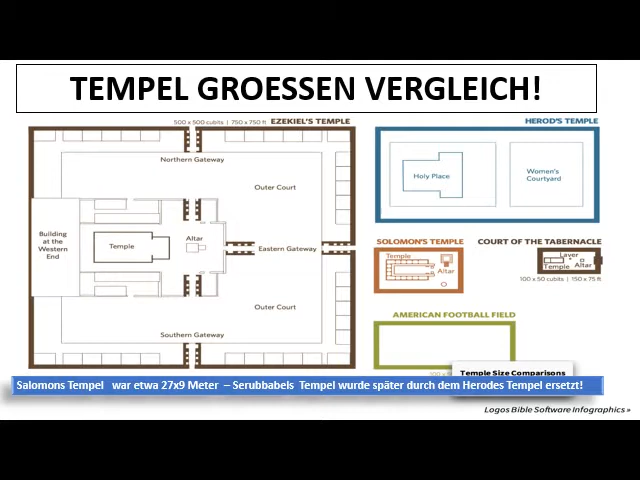 TEMPEL GROESSEN VERGLEICH!
500 x 500 cubits | 750 x 750 ft EZEKIEL'S TEMPLE
Northern Gateway
Outer Court
Building
at the
Western
End
Temple
Altar
Eastern Gateway
Outer Court
Southern Gateway
HEROD'S TEMPLE
Holy Place
Women's
Courtyard
SOLOMON'S TEMPLE
Temple
Altar
COURT OF THE TABERNACLE
Laver
Temple Altar
100 x 50 cubits | 150 x 75 ft
AMERICAN FOOTBALL FIELD
Temple Size Comparisons
Salomons Tempel war etwa 27x9 Meter – Serubbabels Tempel wurde später durch dem Herodes Tempel ersetzt!
Logos Bible Software Infographics »